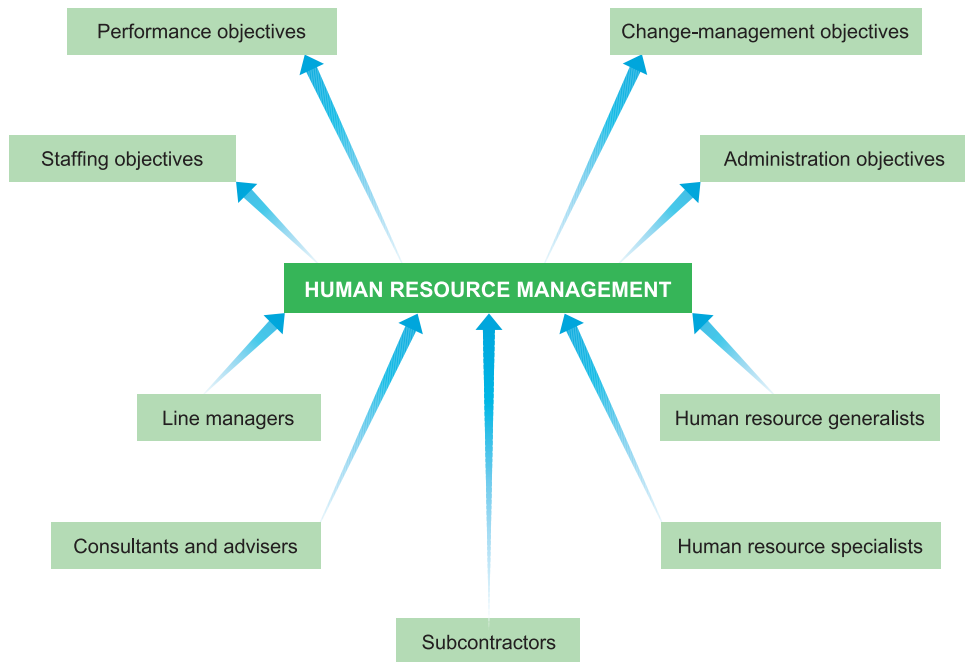 Performance objectives
Change-management objectives
Staffing objectives
Administration objectives
HUMAN RESOURCE MANAGEMENT
Line managers
Human resource generalists
Consultants and advisers
Human resource specialists
Subcontractors